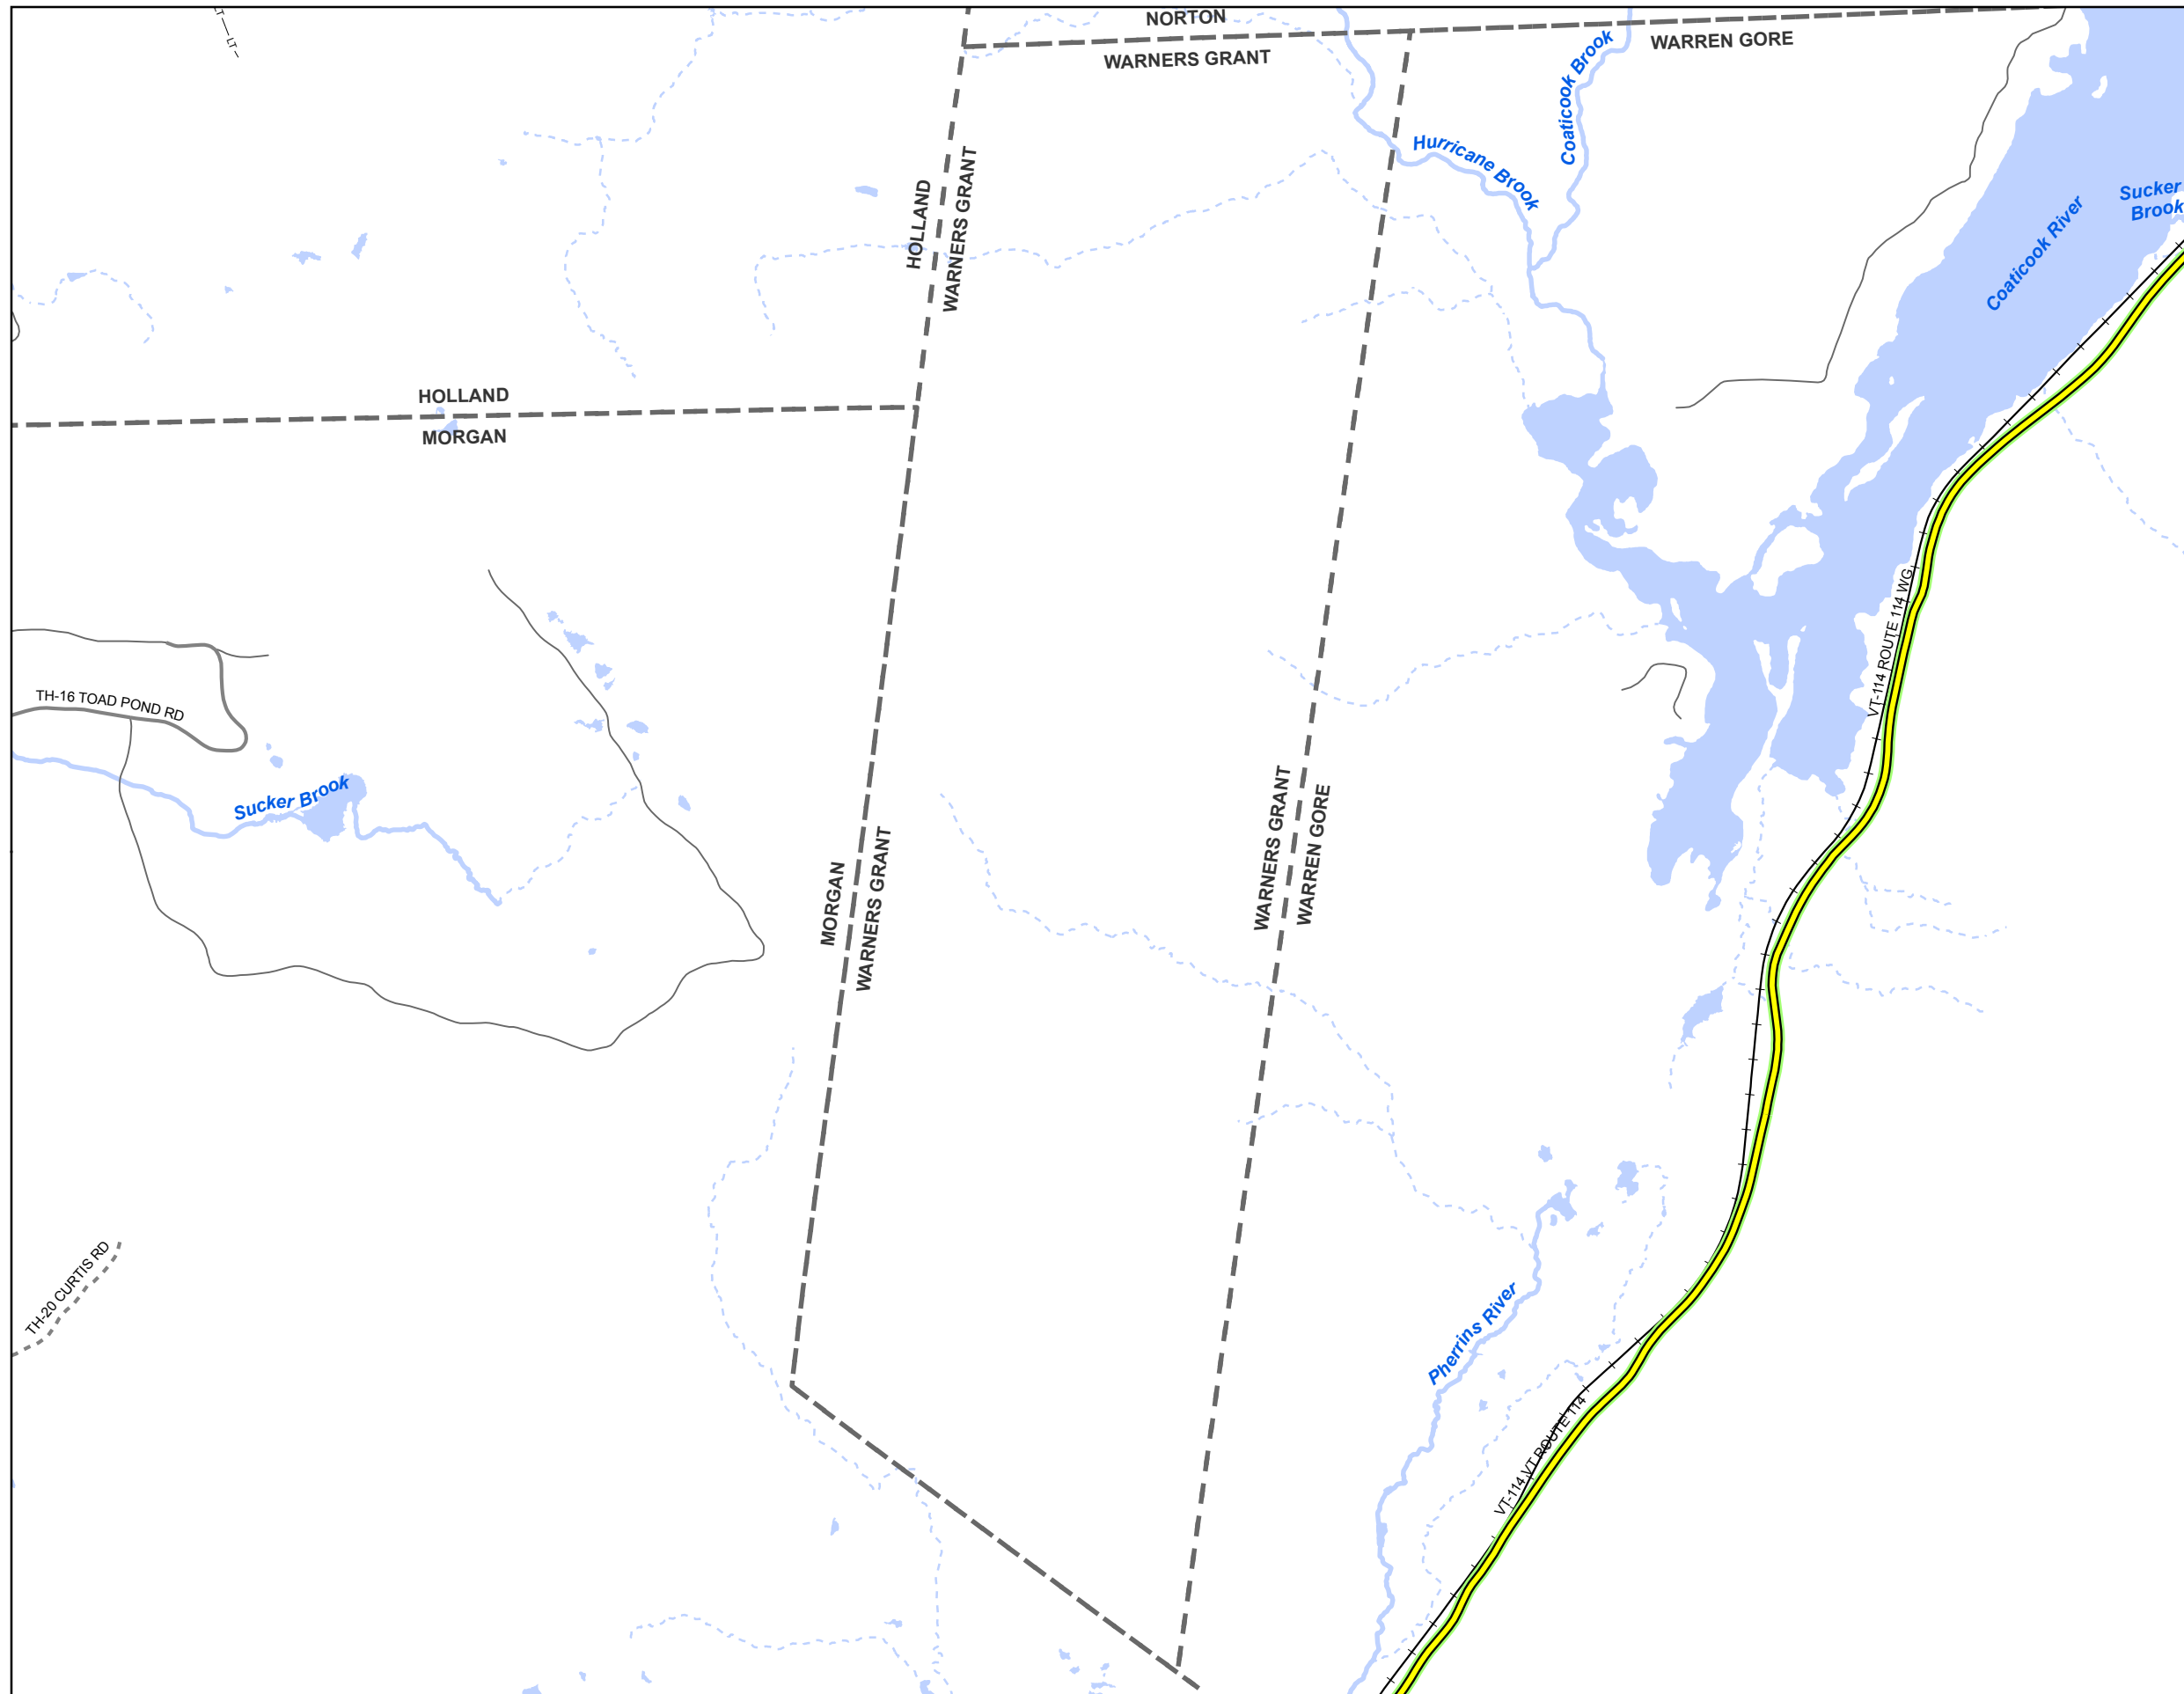 LT
LT
NORTON
WARNERS GRANT
WARREN GORE
Coaticook Brook
Hurricane Brook
HOLLAND
WARNERS GRANT
Sucker
Brook
Coaticook River
HOLLAND
MORGAN
VT-114 ROUTE 114 WG
TH-16 TOAD POND RD
Sucker Brook
MORGAN
WARNERS GRANT
WARNERS GRANT
WARREN GORE
TH-20 CURTIS RD
Pherrins River
VT-114 VT ROUTE 114